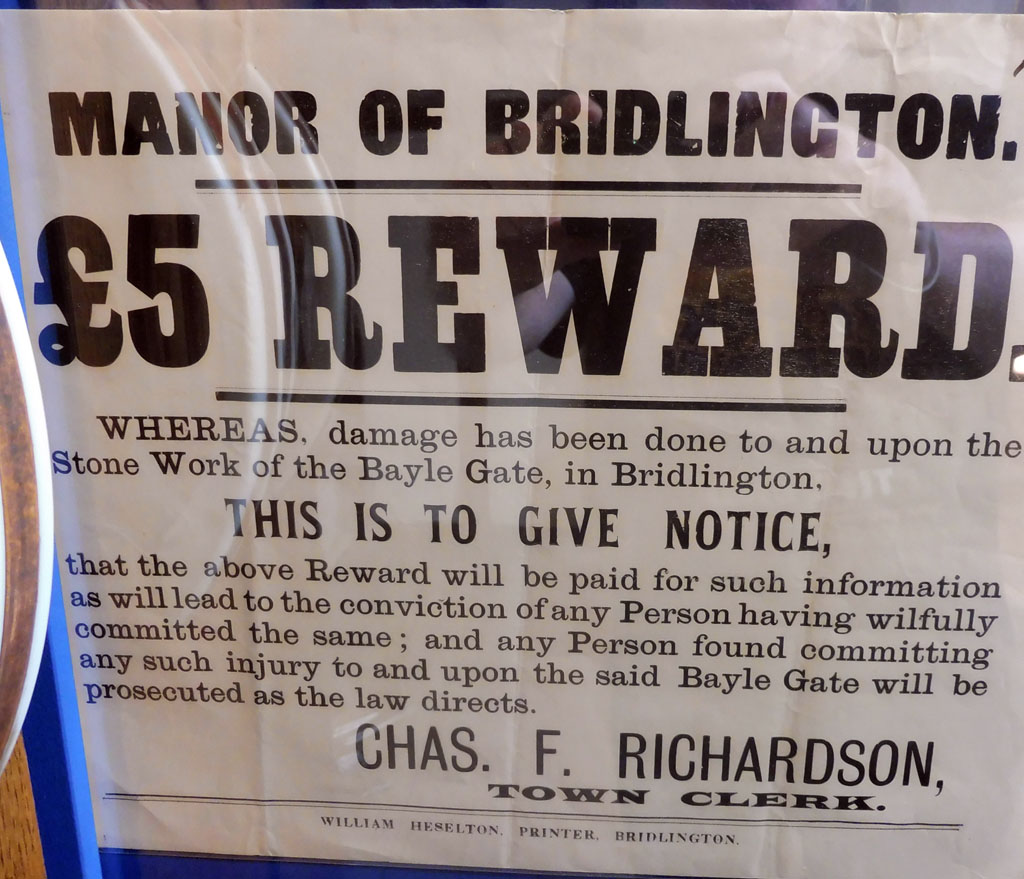 MANOR OF BRIDLINGTON.
£5 REWARD.
WHEREAS, damage has been done to and upon the
Stone Work of the Bayle Gate, in Bridlington,
THIS IS TO GIVE NOTICE,
that the above Reward will be paid for such information
as will lead to the conviction of any Person having wilfully
committed the same; and any Person found committing
any such injury to and upon the said Bayle Gate will be
prosecuted as the law directs.
CHAS. F. RICHARDSON,
TOWN CLERK.
WILLIAM HESELTON, PRINTER, BRIDLINGTON.